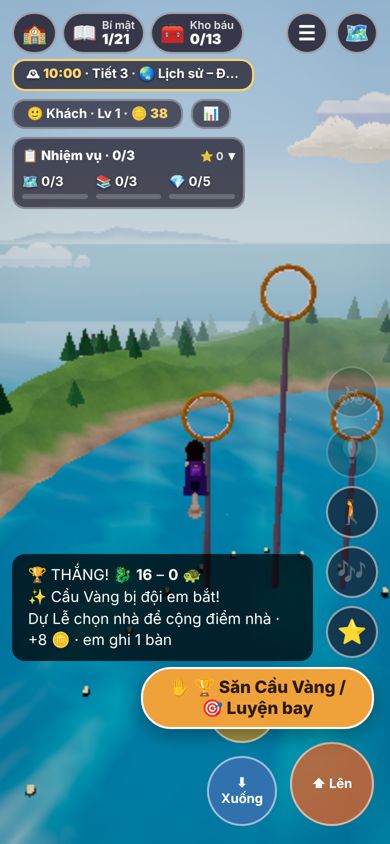 Bí mật
1/21
Kho báu
0/13
10:00 · Tiết 3 · Lịch sử – Đ...
Khách · Lv 1 · 38
Nhiệm vụ · 0/3
0 ▼
0/3
0/3
0/5
THẮNG! 16 – 0
Cầu Vàng bị đội em bắt!
Dự Lễ chọn nhà để cộng điểm nhà ·
+8 · em ghi 1 bàn
Săn Cầu Vàng /
Luyện bay
⬇ Xuống
⬆ Lên